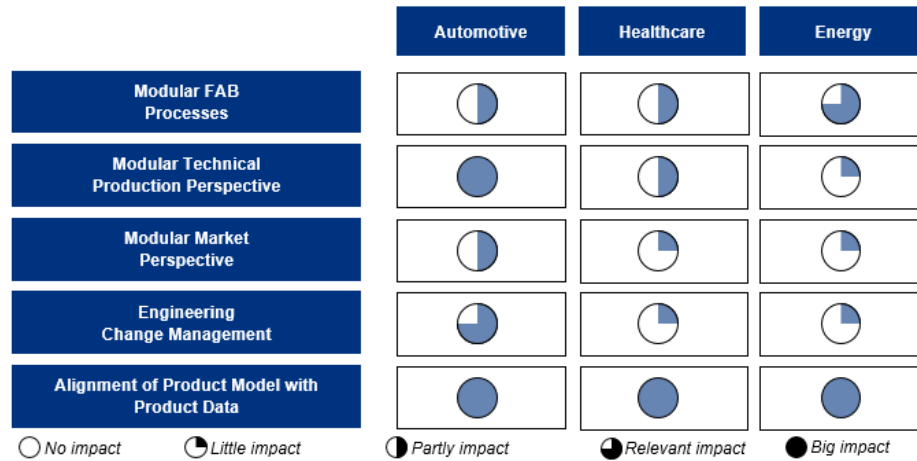 Automotive
Healthcare
Energy
Modular FAB
Processes
Modular Technical
Production Perspective
Modular Market
Perspective
Engineering
Change Management
Alignment of Product Model with
Product Data
No impact
Little impact
Partly impact
Relevant impact
Big impact